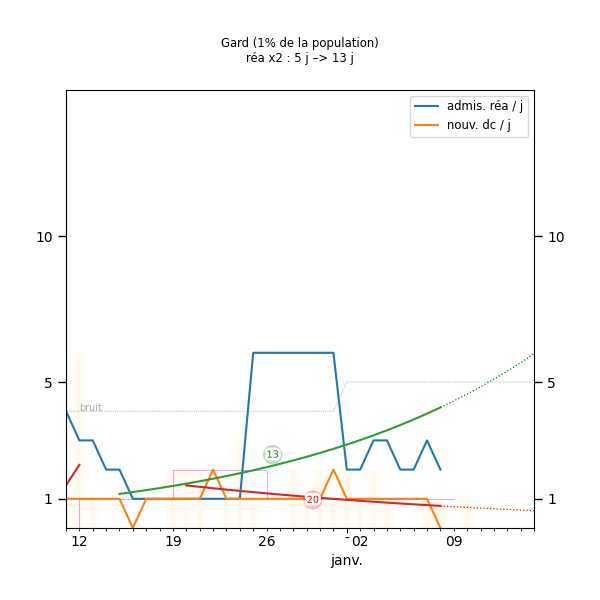 Gard (1% de la population)
réa x2 : 5 j –> 13 j
admis. réa / j
nouv. dc / j
10
10
5
5
bruit
13
20
1
1
12
19
26
02
09
janv.